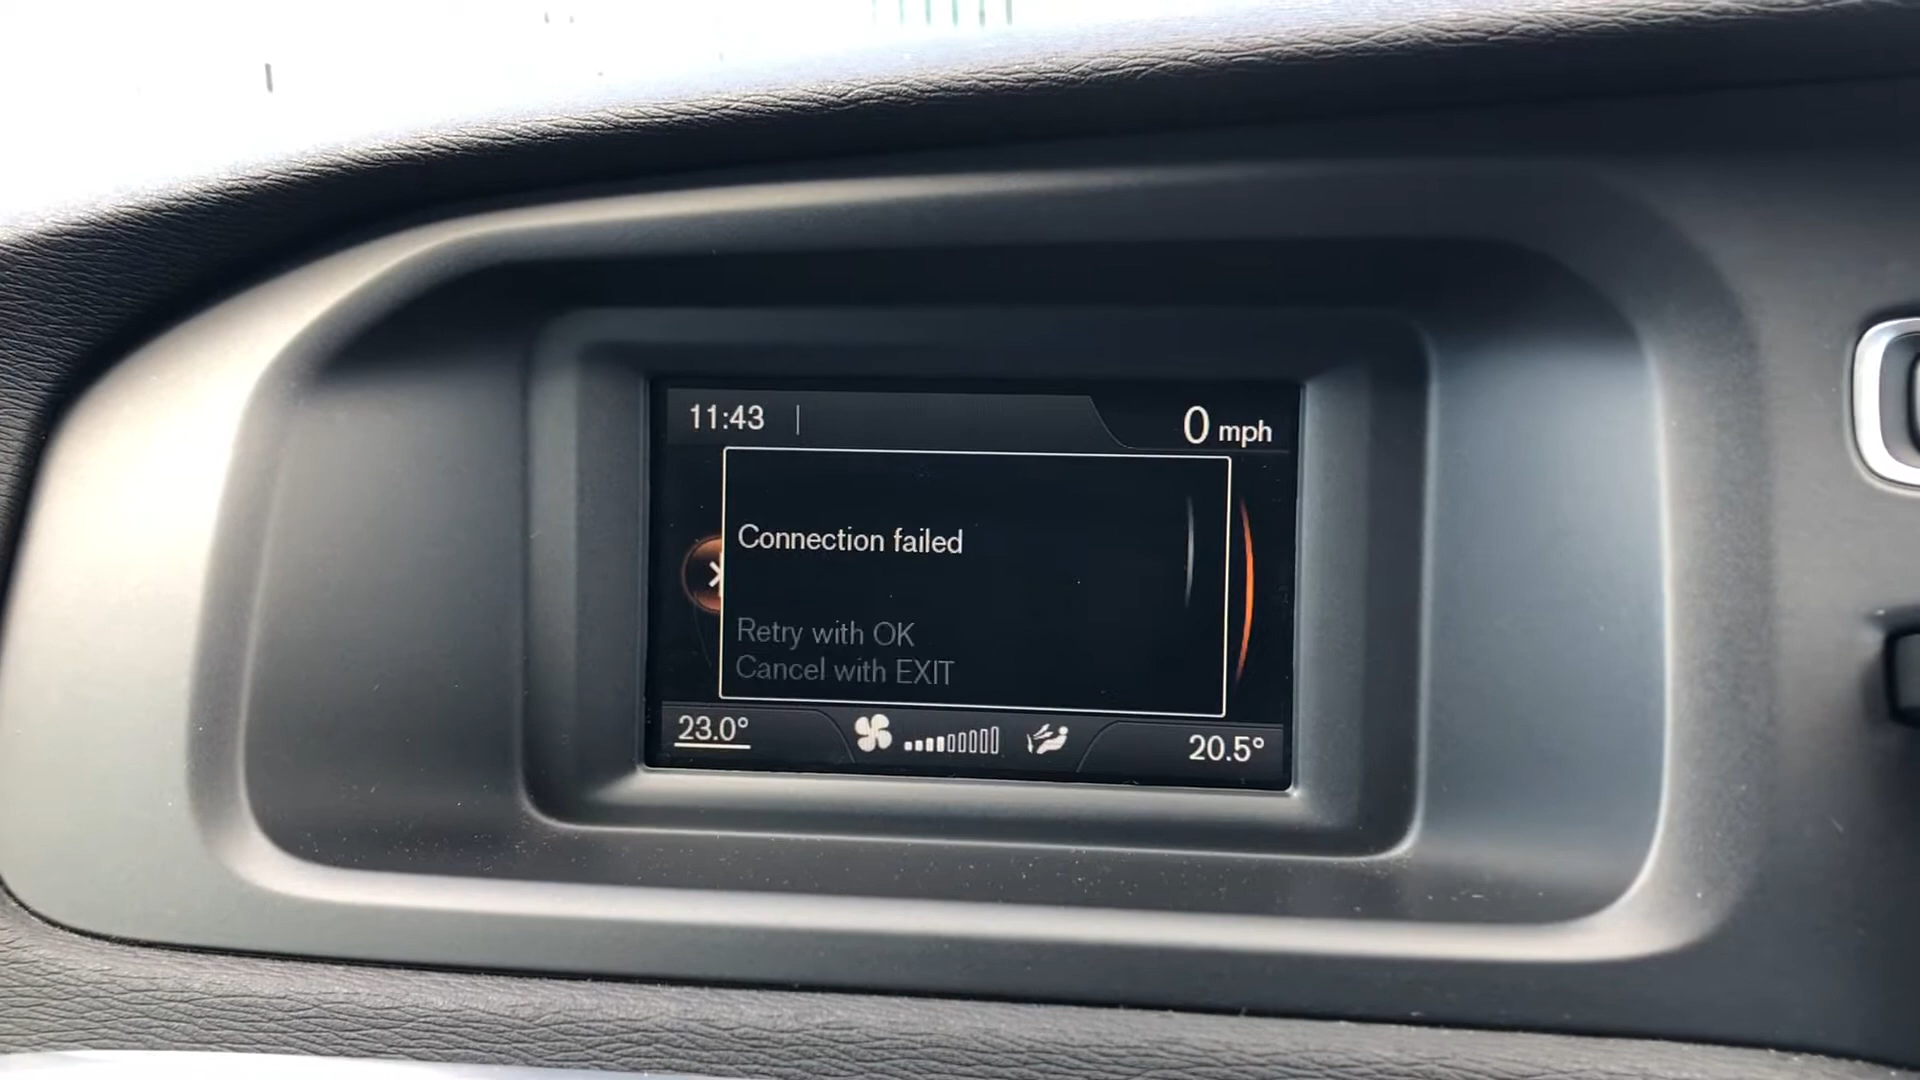 11:43
0 mph
Connection failed
Retry with OK
Cancel with EXIT
23.0°
20.5°